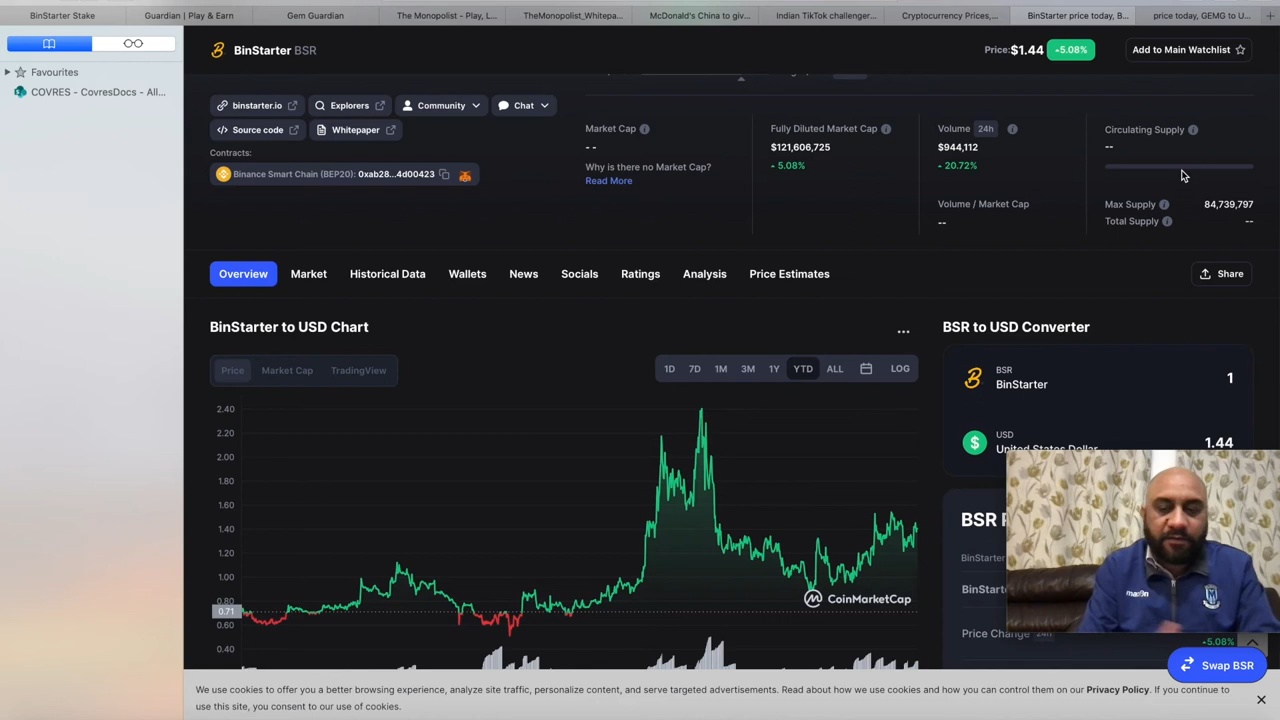 BinStarter Stake
Guardian | Play & Earn
Gem Guardian
The Monopolist - Play, L...
TheMonopolist_Whitepa...
McDonald's China to giv...
Indian TikTok challenger...
Cryptocurrency Prices,...
BinStarter price today, B...
price today, GEMG to U...
Favourites
COVRES - CovresDocs - All...
BinStarter BSR
Price: $1.44 5.08%
Add to Main Watchlist
binstarter.io
Explorers
Community
Chat
Source code
Whitepaper
Contracts:
Binance Smart Chain (BEP20): 0xab28...4d00423
Market Cap
- -
Why is there no Market Cap?
Read More
Fully Diluted Market Cap
$121,606,725
5.08%
Volume 24h
$944,112
20.72%
Volume / Market Cap
--
Circulating Supply
--
Max Supply 84,739,797
Total Supply --
Overview
Market
Historical Data
Wallets
News
Socials
Ratings
Analysis
Price Estimates
Share
BinStarter to USD Chart
...
Price
Market Cap
TradingView
1D
7D
1M
3M
1Y
YTD
ALL
LOG
2.40
2.20
2.00
1.80
1.60
1.40
1.20
1.00
0.80
0.71
0.60
0.40
CoinMarketCap
BSR to USD Converter
BSR
BinStarter
1
USD
United States Dollar
1.44
BSR
BinStarter
Price Change 24h
5.08%
Swap BSR
We use cookies to offer you a better browsing experience, analyze site traffic, personalize content, and serve targeted advertisements. Read about how we use cookies and how you can control them on our Privacy Policy. If you continue to
use this site, you consent to our use of cookies.